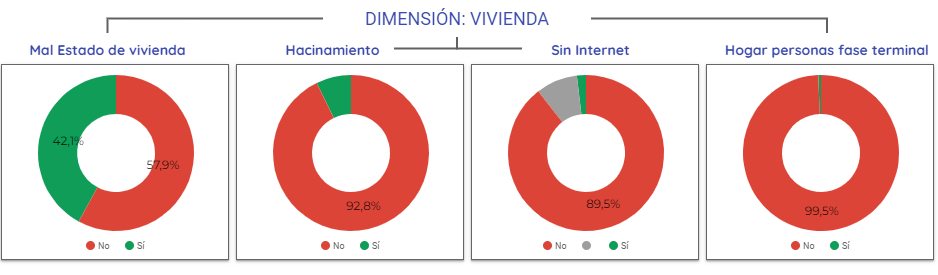 DIMENSIÓN: VIVIENDA
Mal Estado de vivienda
42,1%
57,9%
No Sí
Hacinamiento
92,8%
No Sí
Sin Internet
89,5%
No Sí
Hogar personas fase terminal
99,5%
No Sí